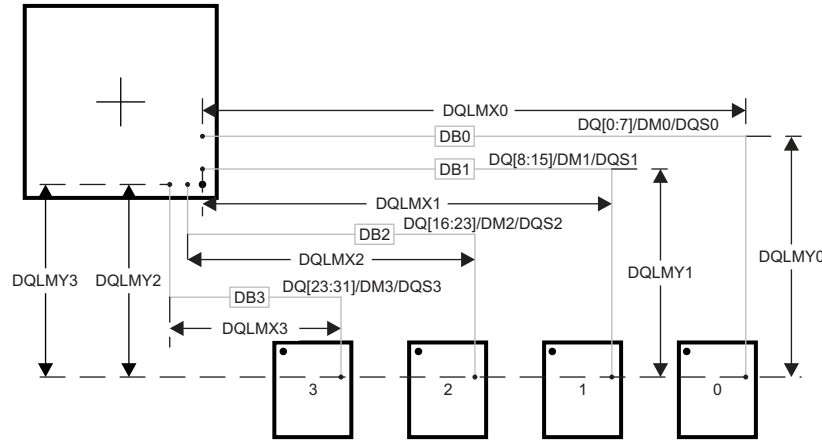 DQLMX0
DQ[0:7]/DM0/DQS0
DB0
DQ[8:15]/DM1/DQS1
DB1
DQLMX1
DQ[16:23]/DM2/DQS2
DB2
DQLMX2
DQLMY3
DQLMY2
DQLMY1
DQLMY0
DQ[23:31]/DM3/DQS3
DB3
DQLMX3
3
2
1
0